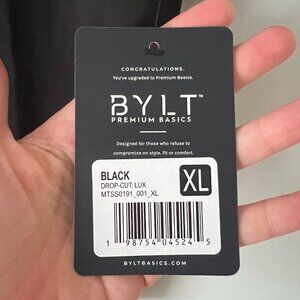 CONGRATULATIONS.
You've upgraded to Premium Basics.
BYLT™
PREMIUM BASICS
Designed for those who refuse to
compromise on style, fit or comfort.
BLACK
DROP-CUT: LUX
MTSS0191_001_XL
XL
1 98754 04524 5
BYLTBASICS.COM